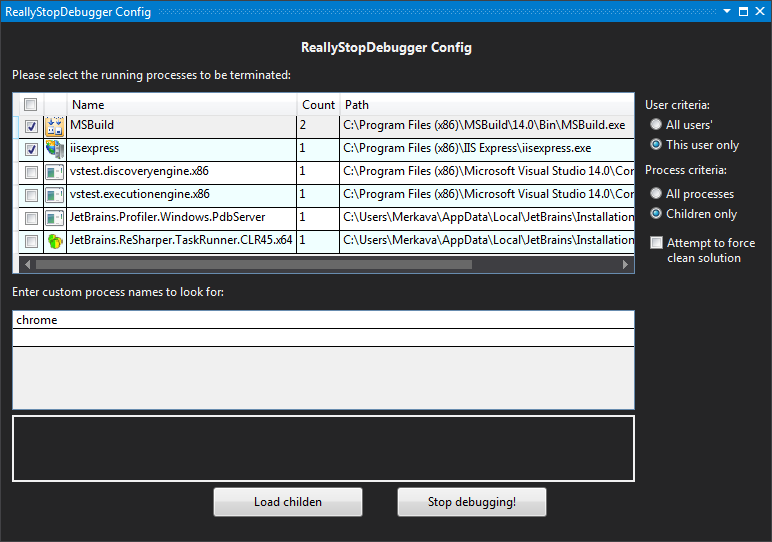 ReallyStopDebugger Config
ReallyStopDebugger Config
Please select the running processes to be terminated:
Name Count Path
MSBuild 2 C:\Program Files (x86)\MSBuild\14.0\Bin\MSBuild.exe
iisexpress 1 C:\Program Files (x86)\IIS Express\iisexpress.exe
vstest.discoveryengine.x86 1 C:\Program Files (x86)\Microsoft Visual Studio 14.0\Cor
vstest.executionengine.x86 1 C:\Program Files (x86)\Microsoft Visual Studio 14.0\Cor
JetBrains.Profiler.Windows.PdbServer 1 C:\Users\Merkava\AppData\Local\JetBrains\Installation
JetBrains.ReSharper.TaskRunner.CLR45.x64 1 C:\Users\Merkava\AppData\Local\JetBrains\Installation
User criteria:
All users'
This user only
Process criteria:
All processes
Children only
Attempt to force
clean solution
Enter custom process names to look for:
chrome
Load childen
Stop debugging!